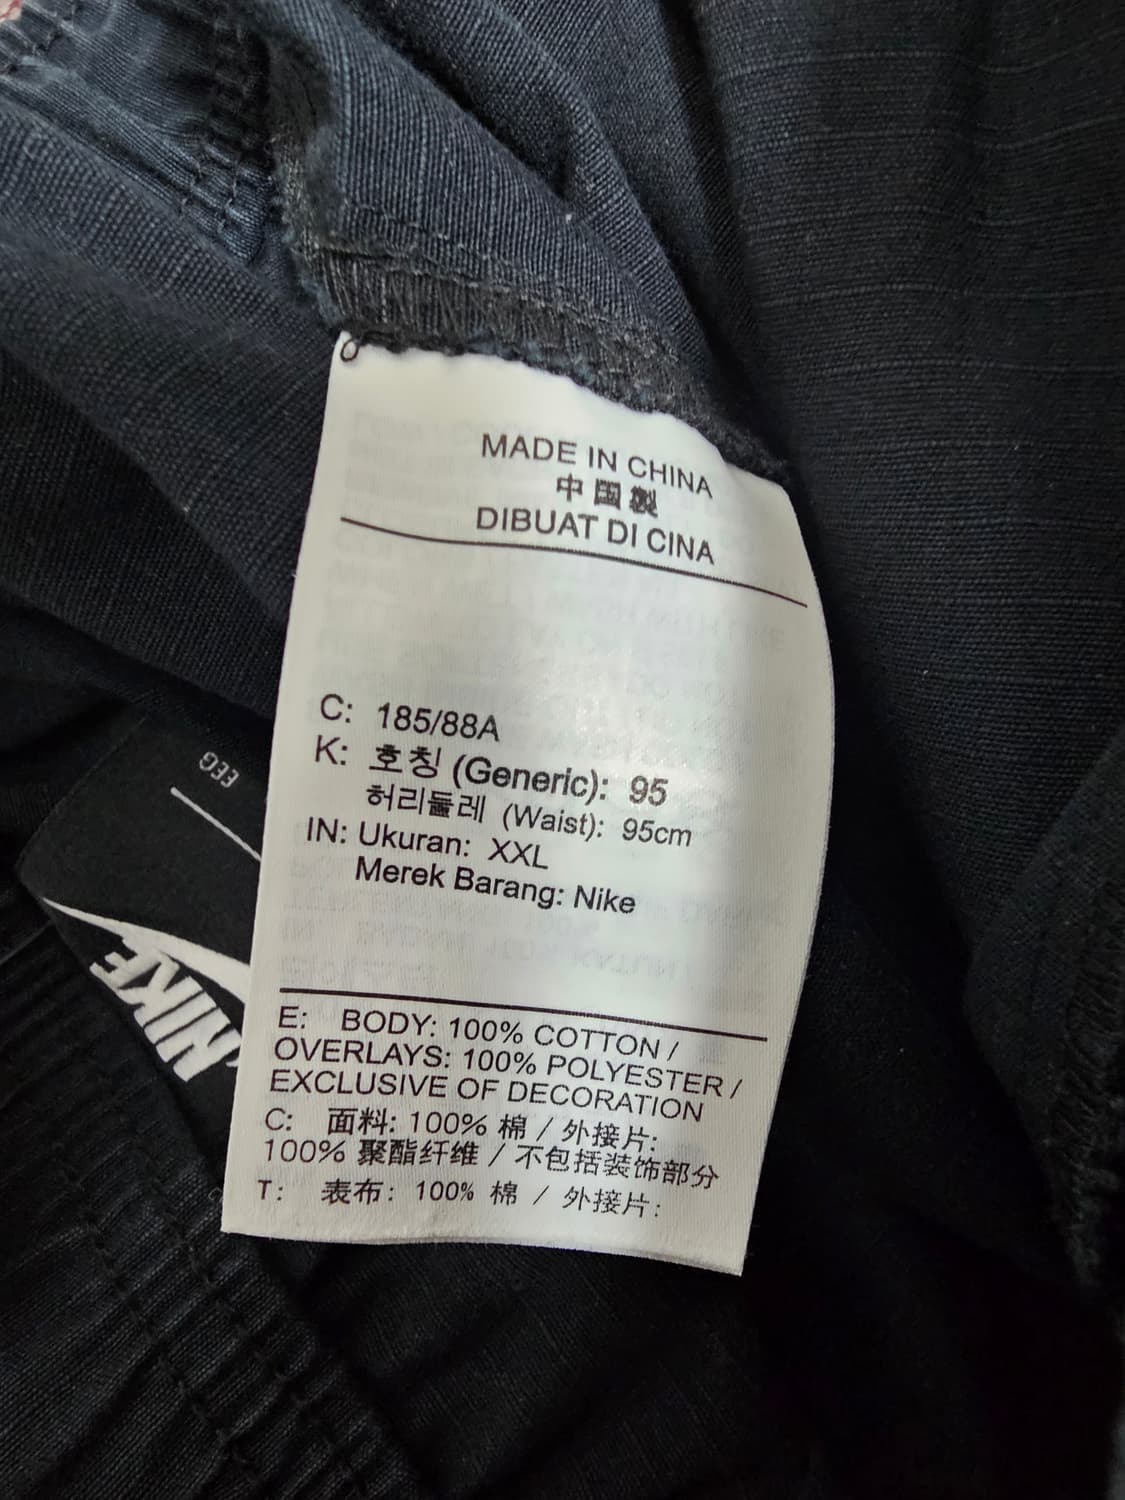 MADE IN CHINA
中国製
DIBUAT DI CINA
C: 185/88A
K: 호칭 (Generic): 95
허리둘레 (Waist): 95cm
IN: Ukuran: XXL
Merek Barang: Nike
E: BODY: 100% COTTON /
OVERLAYS: 100% POLYESTER /
EXCLUSIVE OF DECORATION
C: 面料: 100% 棉 / 外接片:
100% 聚酯纤维 / 不包括装饰部分
T: 表布: 100% 棉 / 外接片:
NIKE